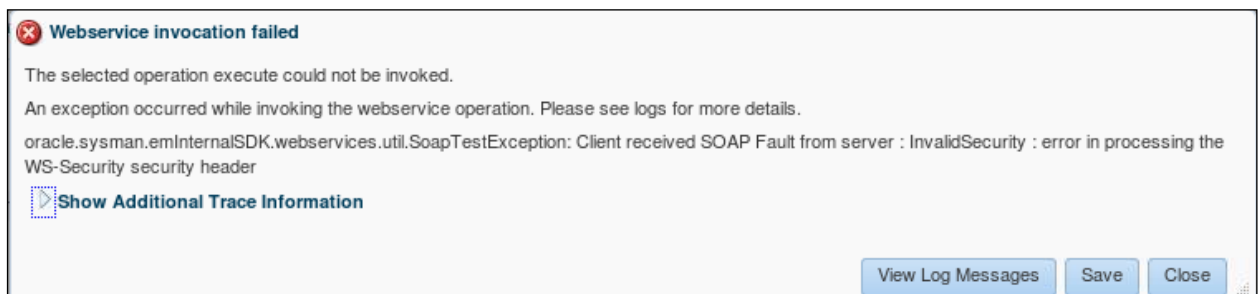 Webservice invocation failed
The selected operation execute could not be invoked.
An exception occurred while invoking the webservice operation. Please see logs for more details.
oracle.sysman.emInternalSDK.webservices.util.SoapTestException: Client received SOAP Fault from server : InvalidSecurity : error in processing the
WS-Security security header
Show Additional Trace Information
View Log Messages Save Close